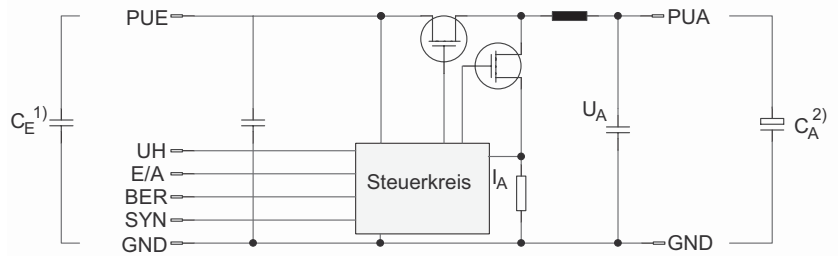 PUE
PUA
C_E^1)
U_A
C_A^2)
UH
E/A
BER
SYN
GND
Steuerkreis
I_A
GND